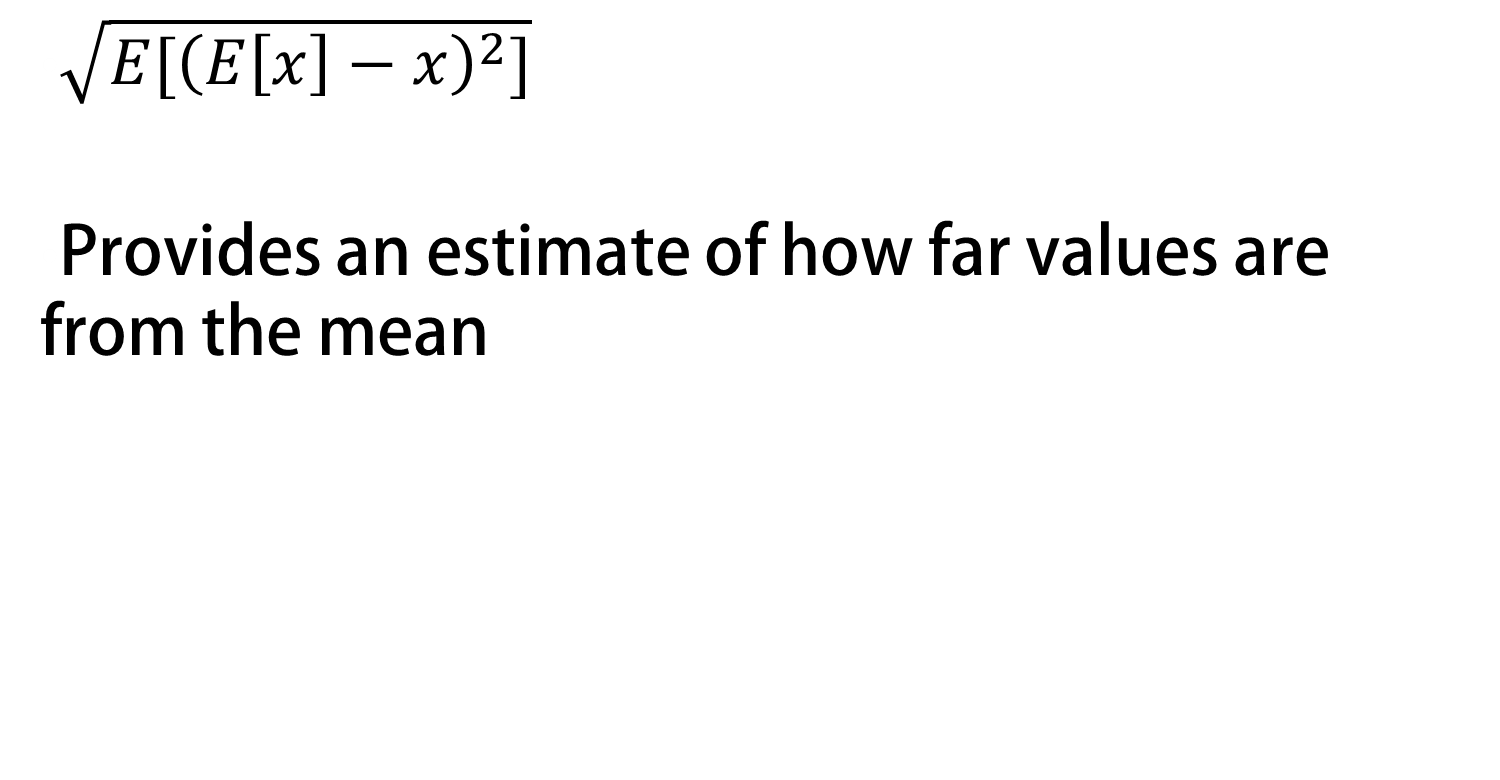 √E[(E[x] − x)²]
Provides an estimate of how far values are
from the mean